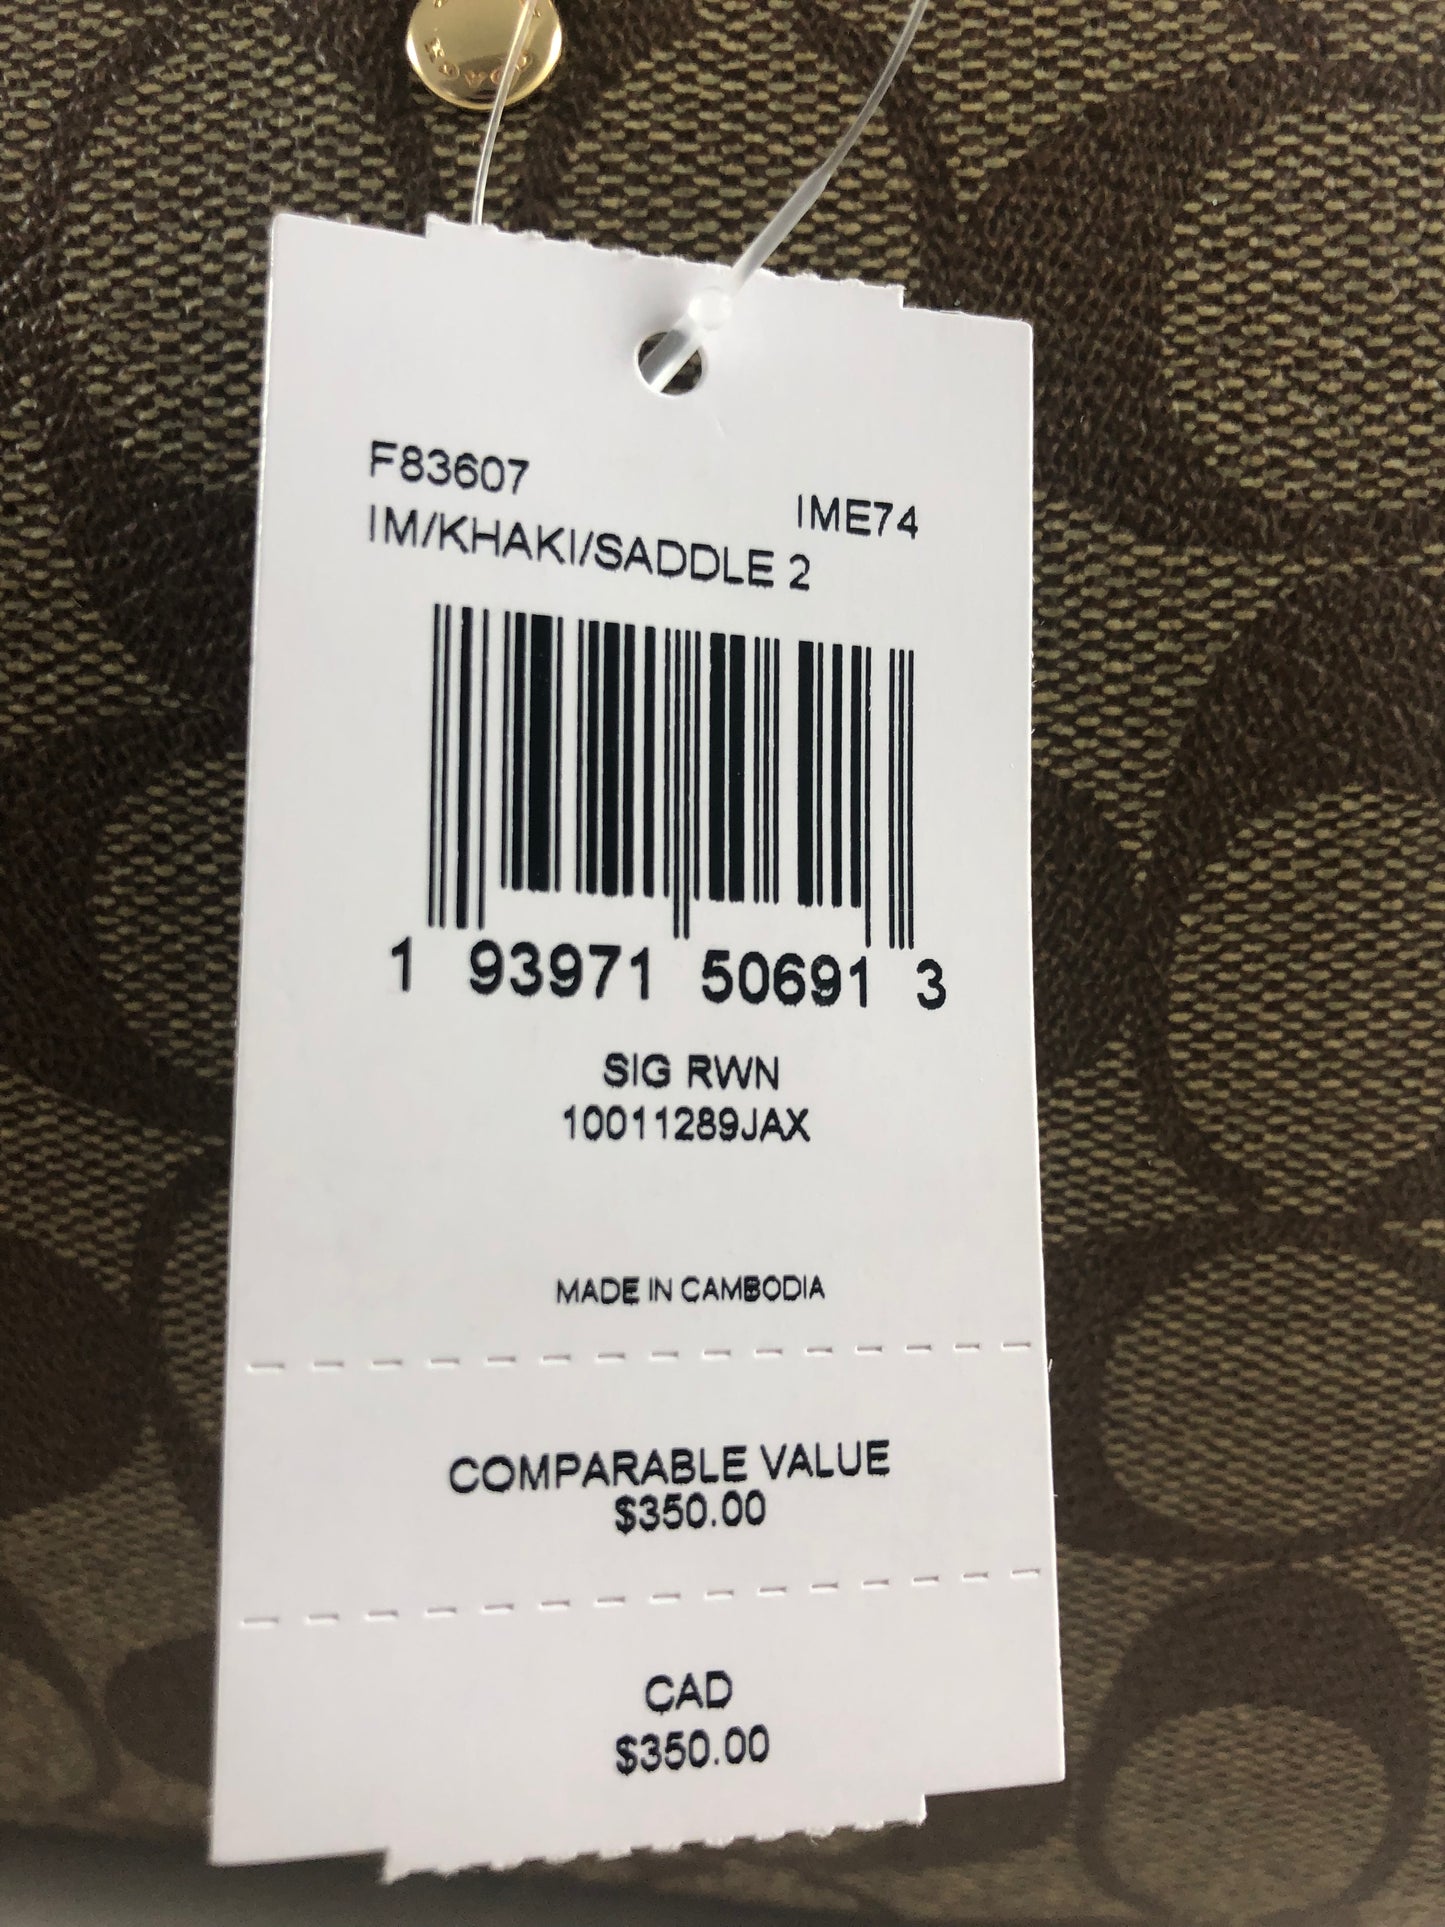 F83607
IME74
IM/KHAKI/SADDLE 2
1 93971 50691 3
SIG RWN
10011289JAX
MADE IN CAMBODIA
COMPARABLE VALUE
$350.00
CAD
$350.00